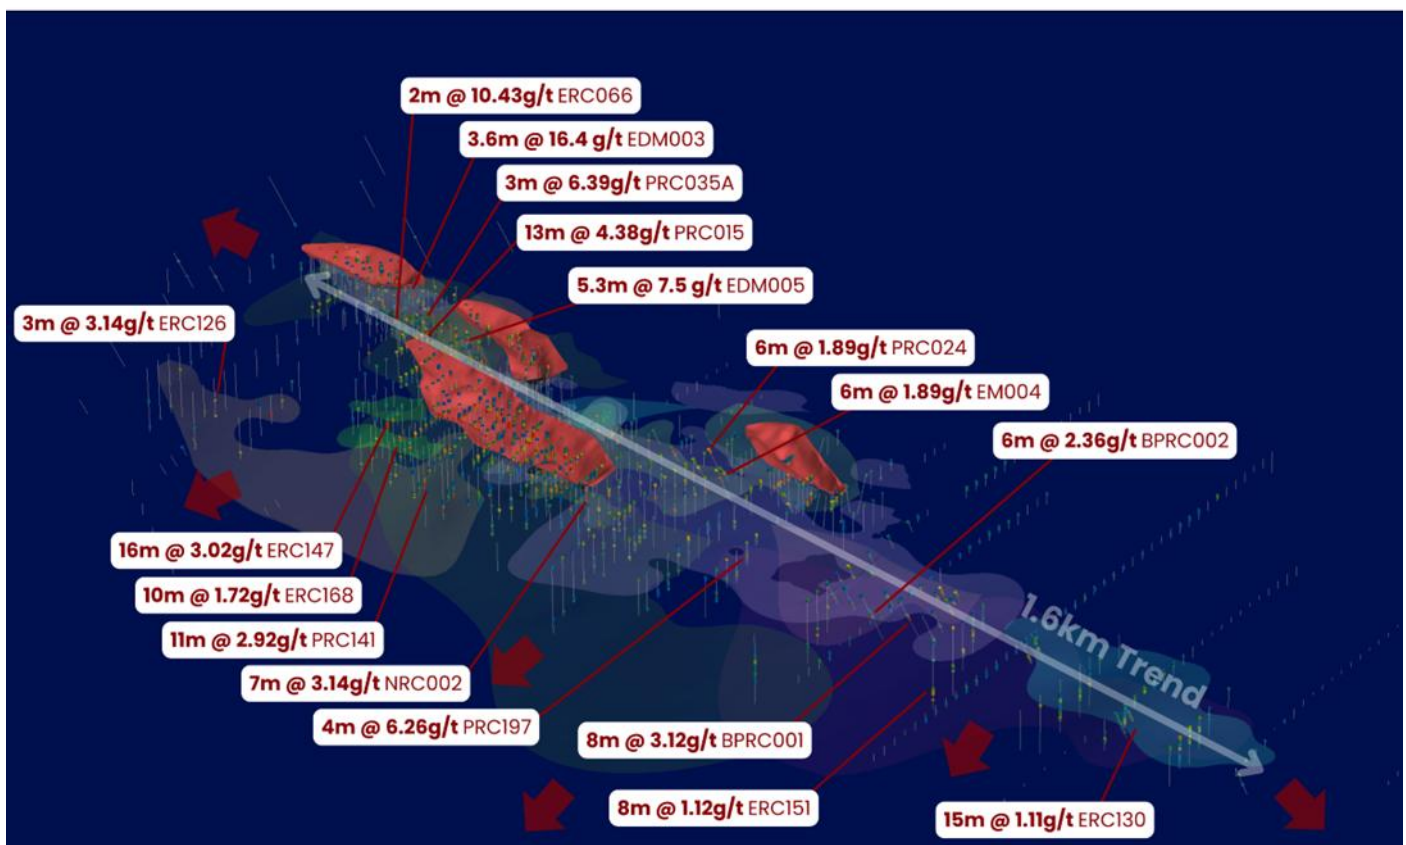 2m @ 10.43g/t ERC066
3.6m @ 16.4 g/t EDM003
3m @ 6.39g/t PRC035A
13m @ 4.38g/t PRC015
5.3m @ 7.5 g/t EDM005
3m @ 3.14g/t ERC126
6m @ 1.89g/t PRC024
6m @ 1.89g/t EM004
6m @ 2.36g/t BPRC002
16m @ 3.02g/t ERC147
10m @ 1.72g/t ERC168
11m @ 2.92g/t PRC141
7m @ 3.14g/t NRC002
4m @ 6.26g/t PRC197
1.6km Trend
8m @ 3.12g/t BPRC001
8m @ 1.12g/t ERC151
15m @ 1.11g/t ERC130